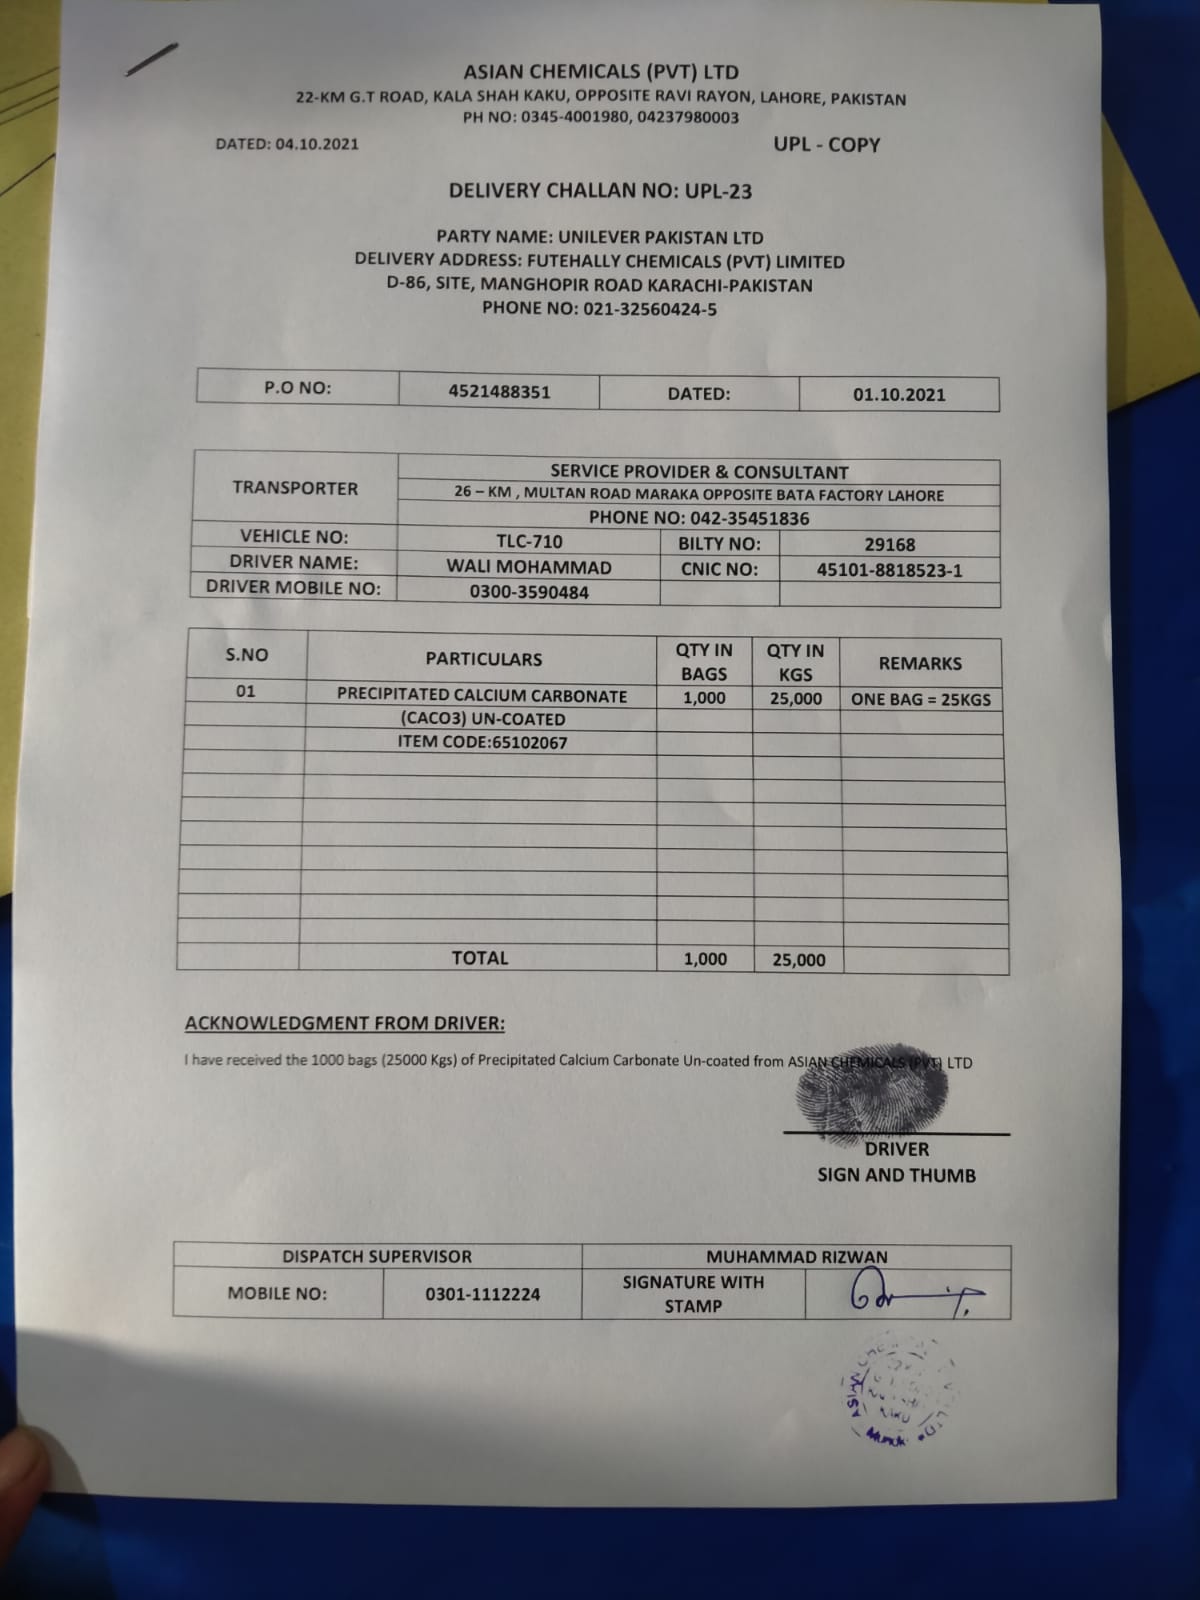 ASIAN CHEMICALS (PVT) LTD
22-KM G.T ROAD, KALA SHAH KAKU, OPPOSITE RAVI RAYON, LAHORE, PAKISTAN
PH NO: 0345-4001980, 04237980003
DATED: 04.10.2021 UPL - COPY
DELIVERY CHALLAN NO: UPL-23
PARTY NAME: UNILEVER PAKISTAN LTD
DELIVERY ADDRESS: FUTEHALLY CHEMICALS (PVT) LIMITED
D-86, SITE, MANGHOPIR ROAD KARACHI-PAKISTAN
PHONE NO: 021-32560424-5
P.O NO: 4521488351 DATED: 01.10.2021
TRANSPORTER
SERVICE PROVIDER & CONSULTANT
26 – KM , MULTAN ROAD MARAKA OPPOSITE BATA FACTORY LAHORE
PHONE NO: 042-35451836
VEHICLE NO: TLC-710 BILTY NO: 29168
DRIVER NAME: WALI MOHAMMAD CNIC NO: 45101-8818523-1
DRIVER MOBILE NO: 0300-3590484
S.NO PARTICULARS QTY IN BAGS QTY IN KGS REMARKS
01 PRECIPITATED CALCIUM CARBONATE 1,000 25,000 ONE BAG = 25KGS
(CACO3) UN-COATED
ITEM CODE:65102067
TOTAL 1,000 25,000
ACKNOWLEDGMENT FROM DRIVER:
I have received the 1000 bags (25000 Kgs) of Precipitated Calcium Carbonate Un-coated from ASIAN CHEMICALS (PVT) LTD
DRIVER
SIGN AND THUMB
DISPATCH SUPERVISOR MUHAMMAD RIZWAN
MOBILE NO: 0301-1112224 SIGNATURE WITH STAMP
KAKU